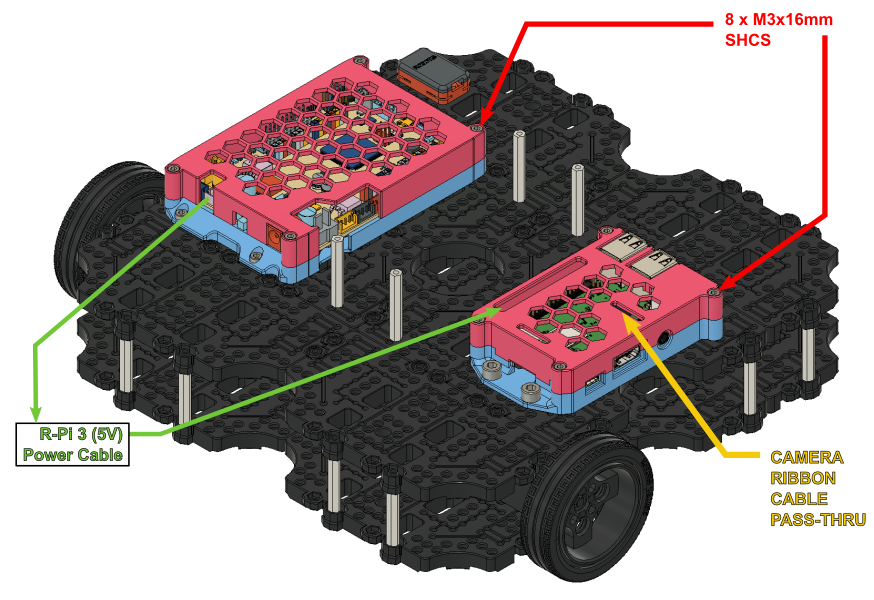 8 x M3x16mm
SHCS
R-Pi 3 (5V)
Power Cable
CAMERA
RIBBON
CABLE
PASS-THRU